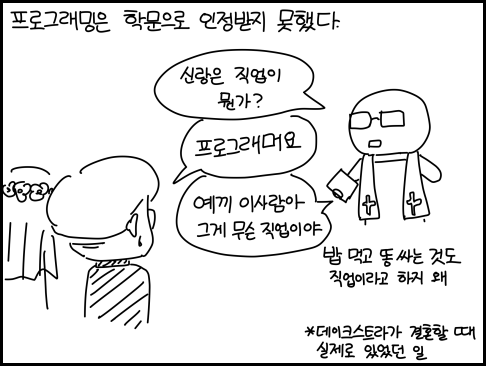 프로그래밍은 학문으로 인정받지 못했다.
신랑은 직업이
뭔가?
프로그래머요
예끼 이사람아
그게 무슨 직업이야
밥 먹고 똥 싸는 것도
직업이라고 하지 왜
*데이크스트라가 결혼할 때
실제로 있었던 일